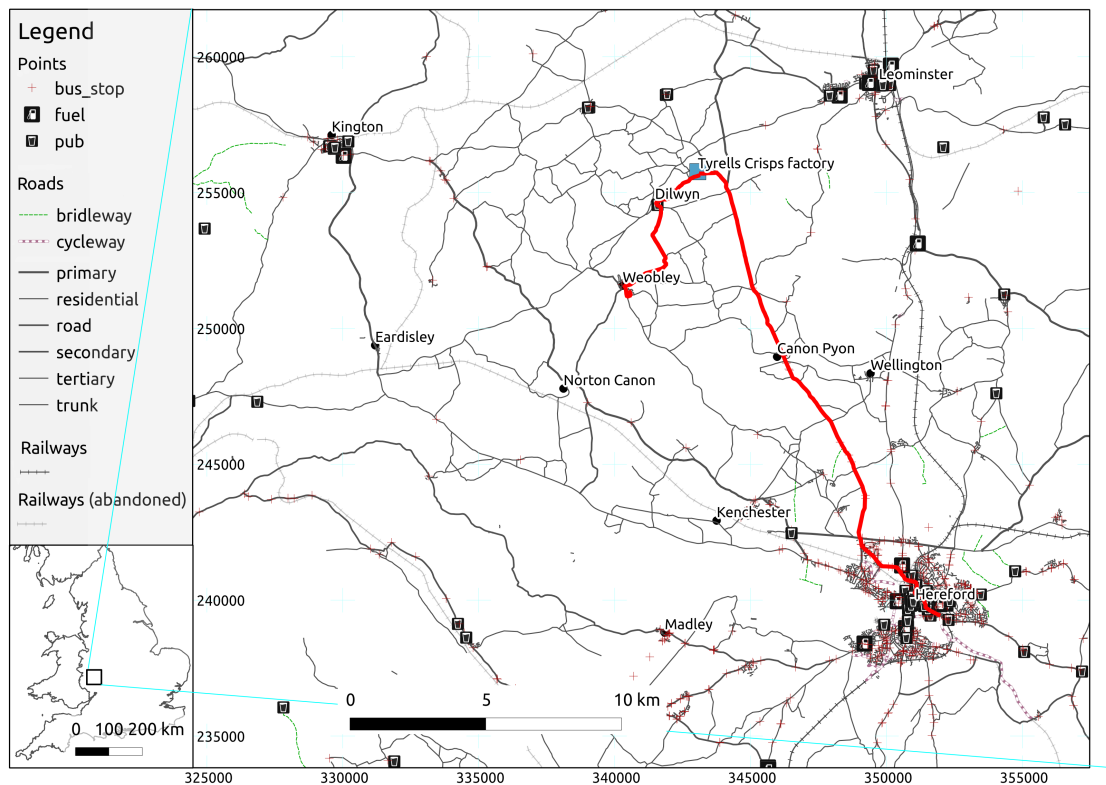 Legend
Points
bus_stop
fuel
pub
Roads
bridleway
cycleway
primary
residential
road
secondary
tertiary
trunk
Railways
Railways (abandoned)
0 100 200 km
260000
255000
250000
245000
240000
235000
Leominster
Kington
Tyrells Crisps factory
Dilwyn
Weobley
Eardisley
Canon Pyon
Wellington
Norton Canon
Kenchester
Hereford
Madley
0 5 10 km
325000 330000 335000 340000 345000 350000 355000